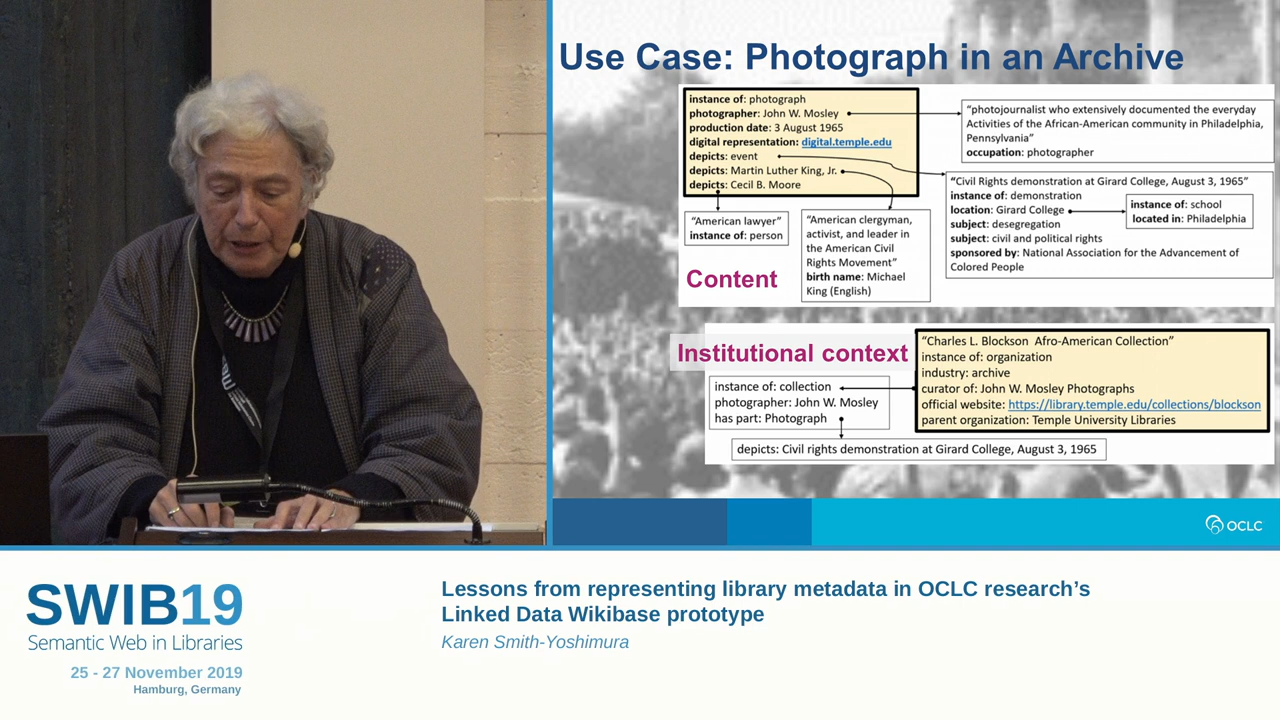 Use Case: Photograph in an Archive
instance of: photograph
photographer: John W. Mosley
production date: 3 August 1965
digital representation: digital.temple.edu
depicts: event
depicts: Martin Luther King, Jr.
depicts: Cecil B. Moore
“photojournalist who extensively documented the everyday
Activities of the African-American community in Philadelphia,
Pennsylvania”
occupation: photographer
“Civil Rights demonstration at Girard College, August 3, 1965”
instance of: demonstration
location: Girard College
subject: desegregation
subject: civil and political rights
sponsored by: National Association for the Advancement of
Colored People
instance of: school
located in: Philadelphia
“American lawyer”
instance of: person
“American clergyman,
activist, and leader in
the American Civil
Rights Movement”
birth name: Michael
King (English)
Content
Institutional context
“Charles L. Blockson Afro-American Collection”
instance of: organization
industry: archive
curator of: John W. Mosley Photographs
official website: https://library.temple.edu/collections/blockson
parent organization: Temple University Libraries
instance of: collection
photographer: John W. Mosley
has part: Photograph
depicts: Civil rights demonstration at Girard College, August 3, 1965
OCLC
SWIB19
Semantic Web in Libraries
25 - 27 November 2019
Hamburg, Germany
Lessons from representing library metadata in OCLC research’s
Linked Data Wikibase prototype
Karen Smith-Yoshimura